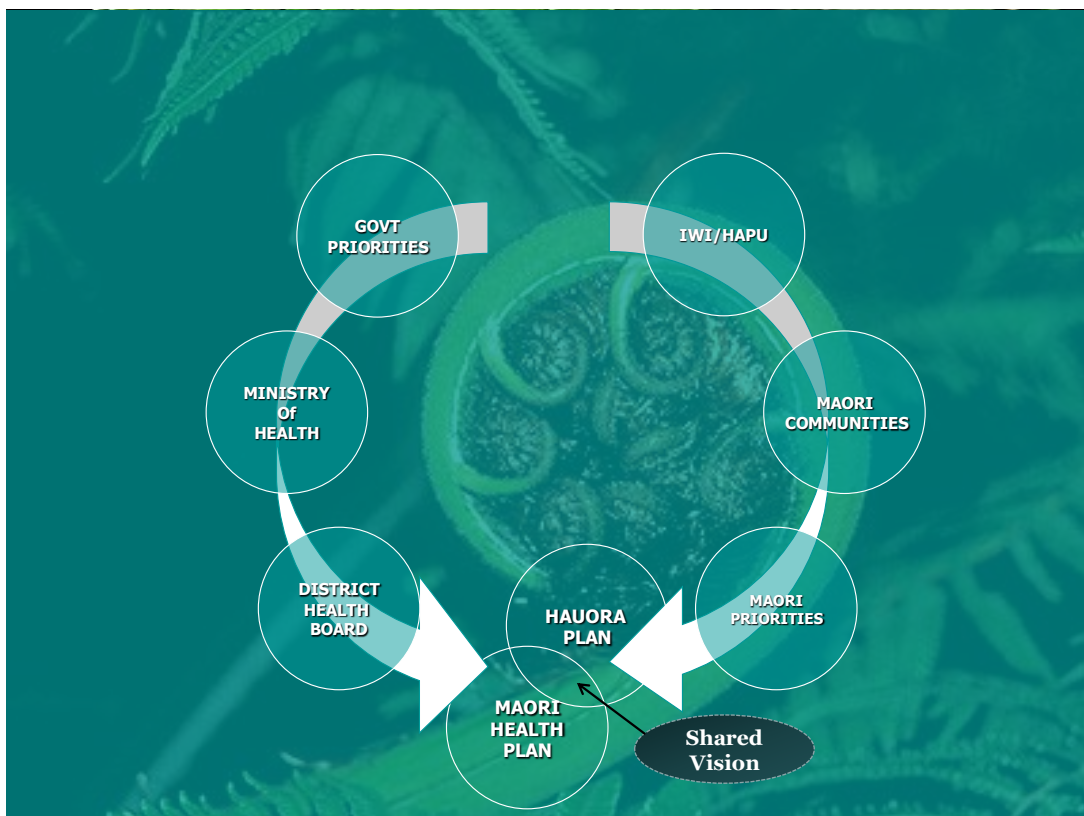 GOVT
PRIORITIES
IWI/HAPU
MINISTRY
Of
HEALTH
MAORI
COMMUNITIES
DISTRICT
HEALTH
BOARD
HAUORA
PLAN
MAORI
PRIORITIES
MAORI
HEALTH
PLAN
Shared
Vision